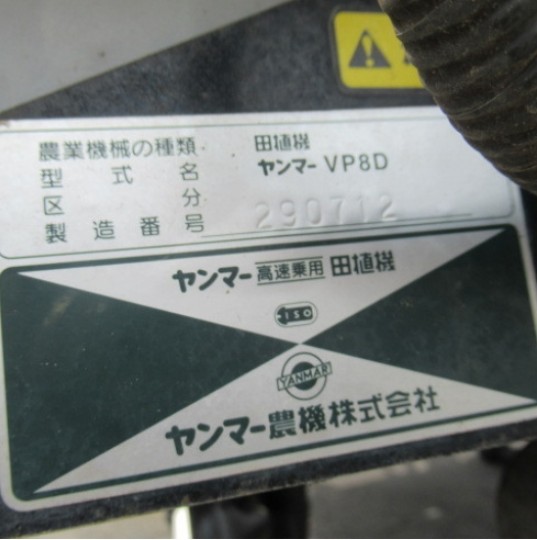 農業機械の種類 田植機
型式名 ヤンマー VP8D
区分
製造番号 290712
ヤンマー高速乗用田植機
ISO
YANMAR
ヤンマー農機株式会社